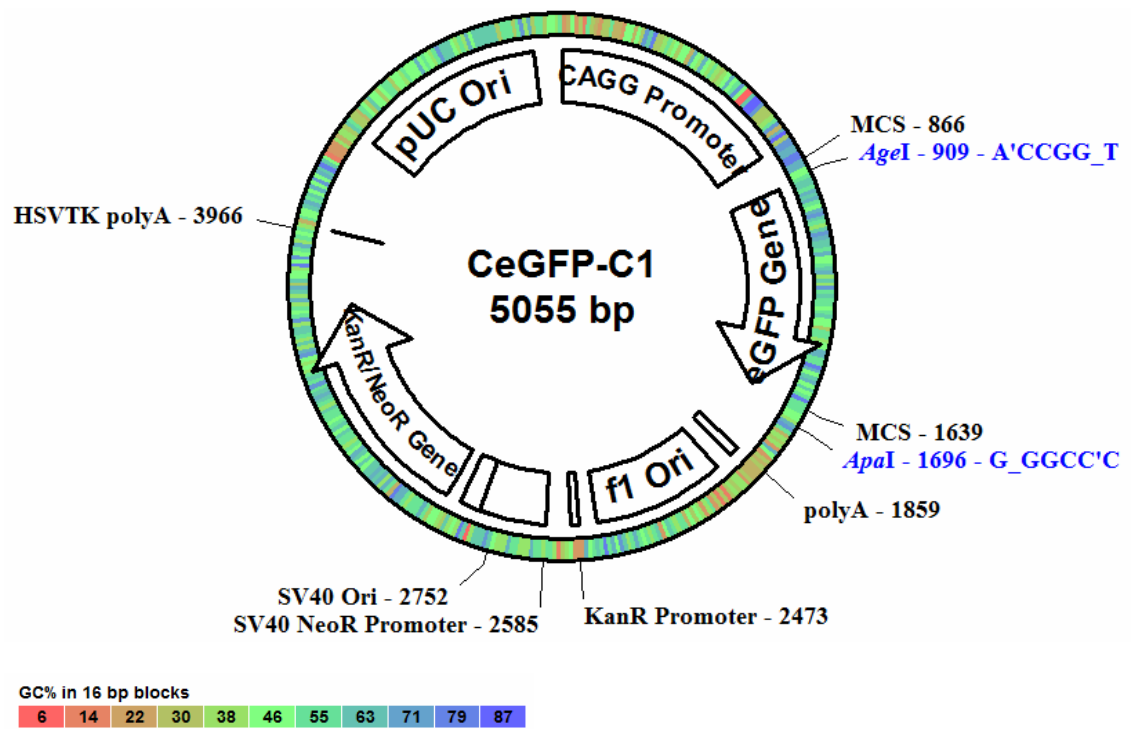 pUC Ori
CAGG Promoter
MCS - 866
AgeI - 909 - A'CCGG_T
HSVTK polyA - 3966
eGFP Gene
CeGFP-C1
5055 bp
KanR/NeoR Gene
MCS - 1639
ApaI - 1696 - G_GGCC'C
f1 Ori
polyA - 1859
SV40 Ori - 2752
SV40 NeoR Promoter - 2585
KanR Promoter - 2473
GC% in 16 bp blocks
6 14 22 30 38 46 55 63 71 79 87